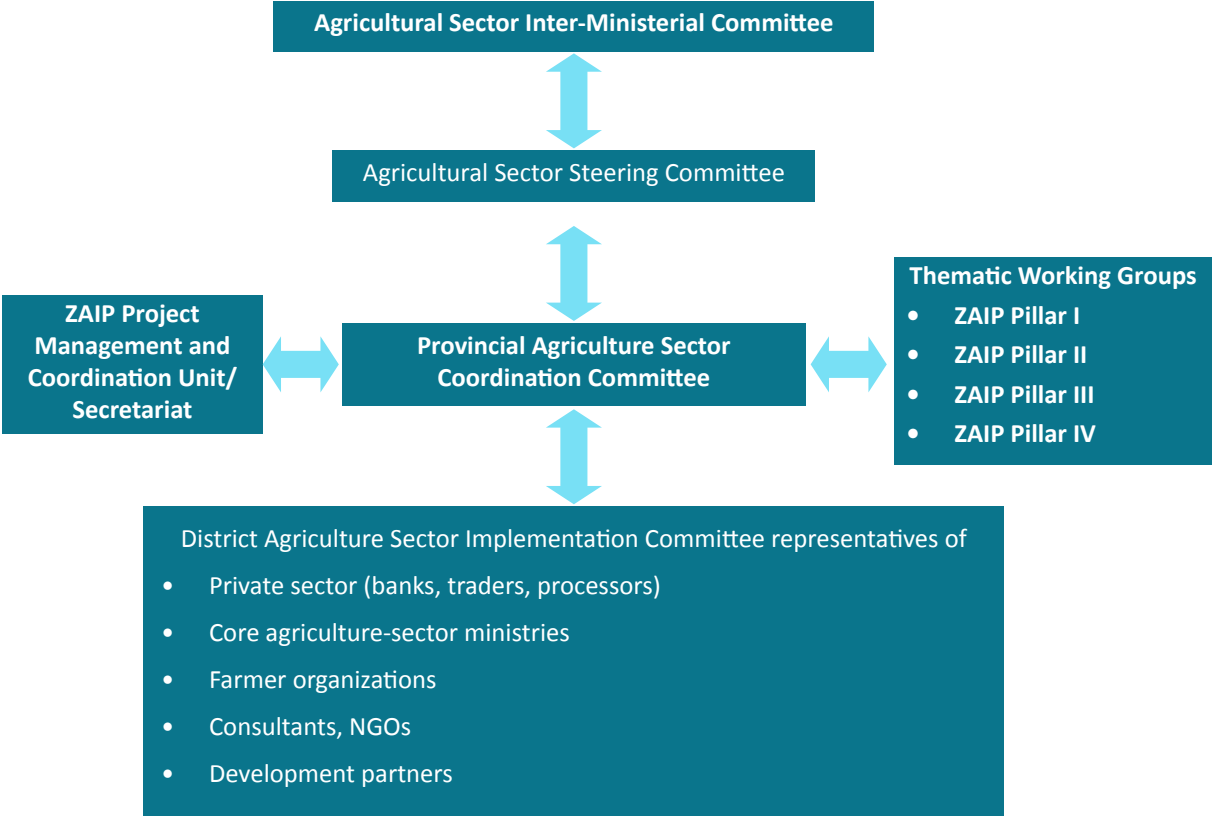 Agricultural Sector Inter-Ministerial Committee
Agricultural Sector Steering Committee
ZAIP Project
Management and
Coordination Unit/
Secretariat
Provincial Agriculture Sector
Coordination Committee
Thematic Working Groups
• ZAIP Pillar I
• ZAIP Pillar II
• ZAIP Pillar III
• ZAIP Pillar IV
District Agriculture Sector Implementation Committee representatives of
• Private sector (banks, traders, processors)
• Core agriculture-sector ministries
• Farmer organizations
• Consultants, NGOs
• Development partners